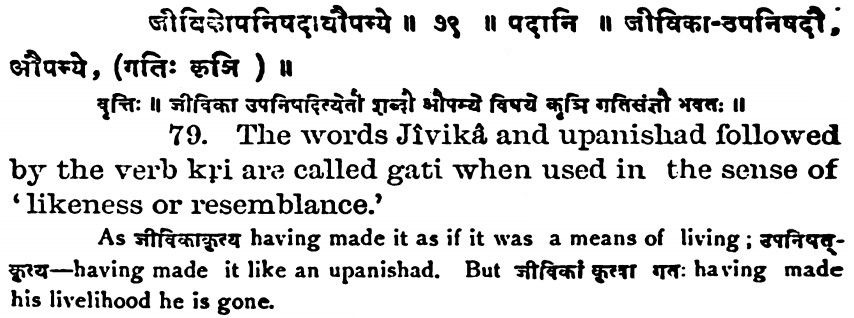 जीविकोपनिषदावौपम्ये ॥ ७९ ॥ पदानि ॥ जीविका-उपनिषदौ,
औपम्ये, (गतिः कृञि ) ॥
वृत्तिः ॥ जीविका उपनिषदित्येतौ शब्दौ औपम्ये विषये कृञि गतिसंज्ञौ भवतः ॥
79. The words Jîvikâ and upanishad followed
by the verb kṛi are called gati when used in the sense of
‘likeness or resemblance.’
As जीविकाकृत्य having made it as if it was a means of living ; उपनिषत्-
कृत्य—having made it like an upanishad. But जीविकां कृत्वा गतः having made
his livelihood he is gone.